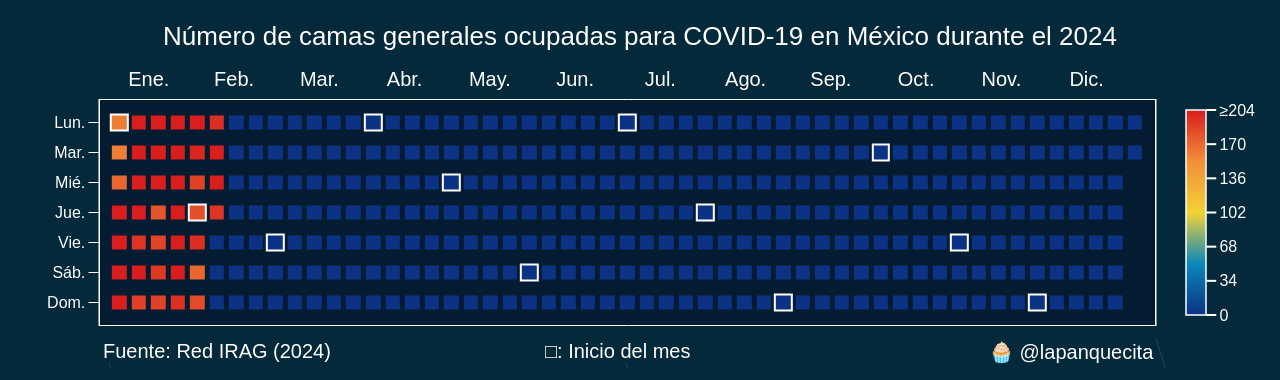 Número de camas generales ocupadas para COVID-19 en México durante el 2024
Ene. Feb. Mar. Abr. May. Jun. Jul. Ago. Sep. Oct. Nov. Dic.
Lun.
Mar.
Mié.
Jue.
Vie.
Sáb.
Dom.
≥204
170
136
102
68
34
0
Fuente: Red IRAG (2024)
□: Inicio del mes
🧁 @lapanquecita